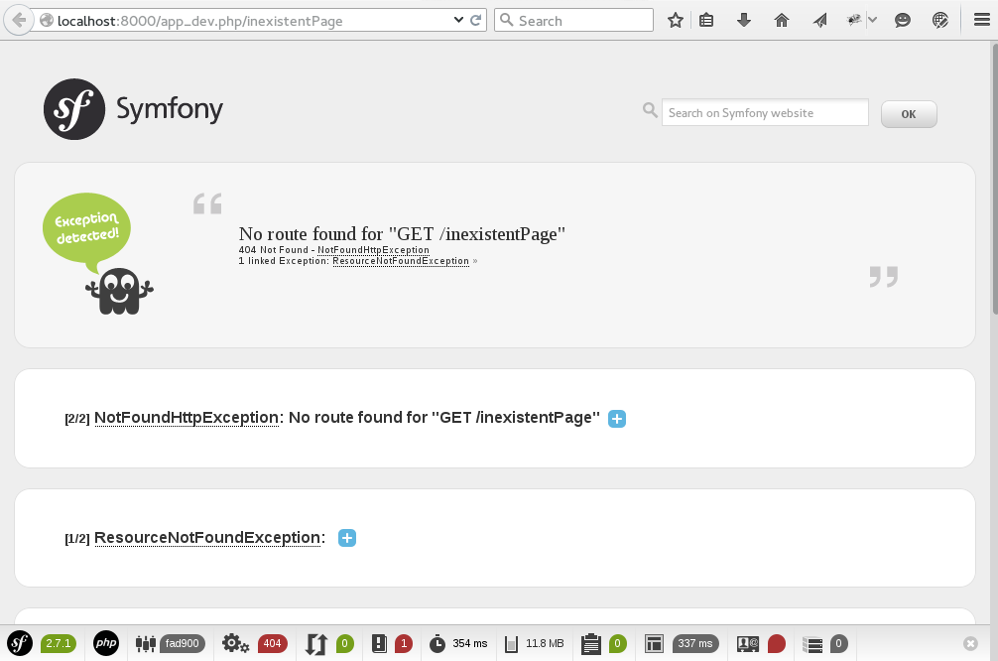 localhost:8000/app_dev.php/inexistentPage
Search
sf Symfony
Search on Symfony website
OK
Exception
detected!
No route found for "GET /inexistentPage"
404 Not Found - NotFoundHttpException
1 linked Exception: ResourceNotFoundException »
[2/2] NotFoundHttpException: No route found for "GET /inexistentPage"
[1/2] ResourceNotFoundException:
sf 2.7.1 php fad900 404 0 1 354 ms 11.8 MB 0 337 ms 0